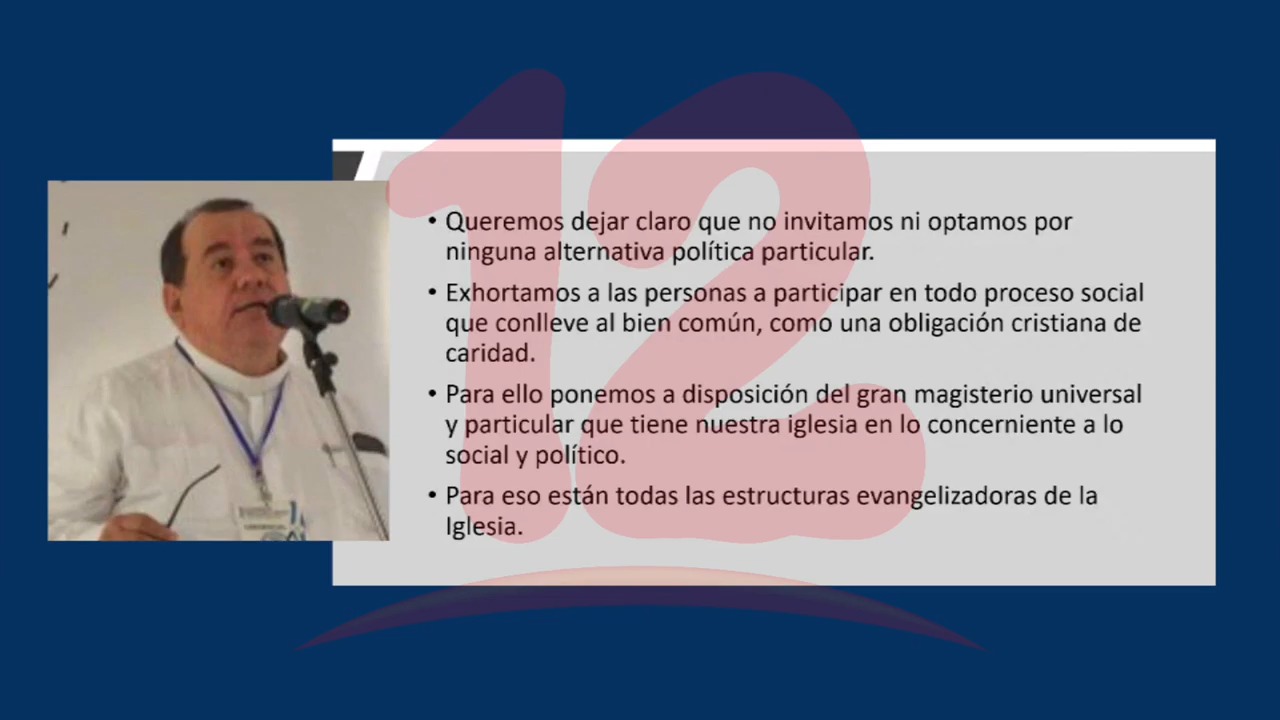 12
• Queremos dejar claro que no invitamos ni optamos por
ninguna alternativa política particular.
• Exhortamos a las personas a participar en todo proceso social
que conlleve al bien común, como una obligación cristiana de
caridad.
• Para ello ponemos a disposición del gran magisterio universal
y particular que tiene nuestra iglesia en lo concerniente a lo
social y político.
• Para eso están todas las estructuras evangelizadoras de la
Iglesia.